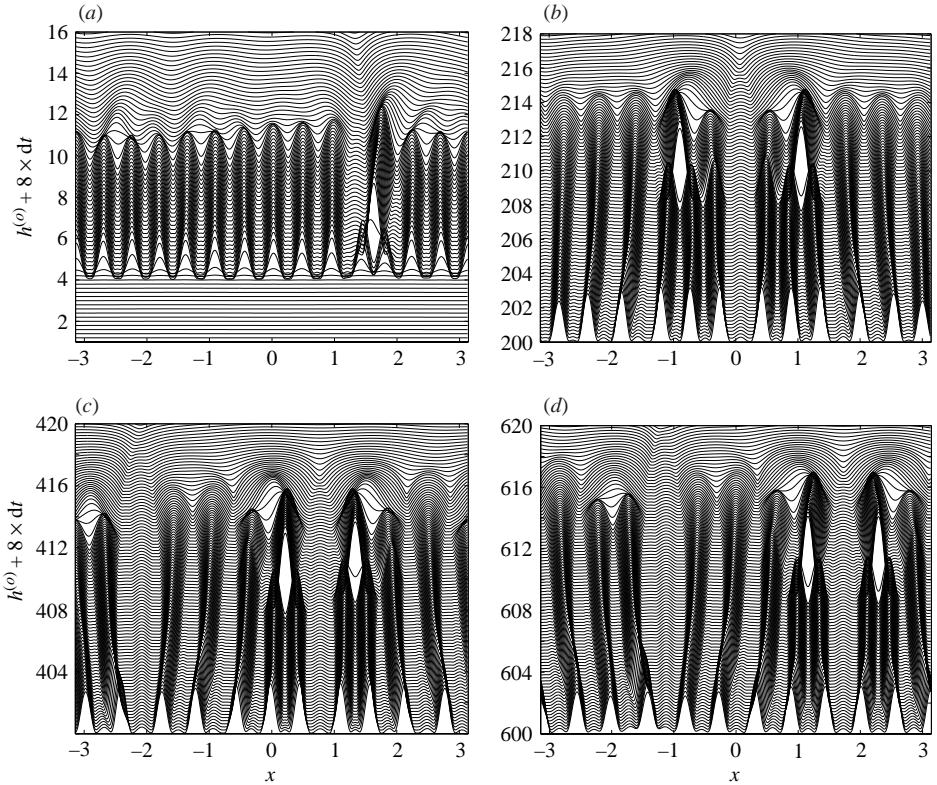 (a)
(b)
16
14
12
10
8
6
4
2
h^(o) + 8 × dt
–3 –2 –1 0 1 2 3
218
216
214
212
210
208
206
204
202
200
–3 –2 –1 0 1 2 3
(c)
(d)
420
416
412
408
404
h^(o) + 8 × dt
–3 –2 –1 0 1 2 3
x
620
616
612
608
604
600
–3 –2 –1 0 1 2 3
x